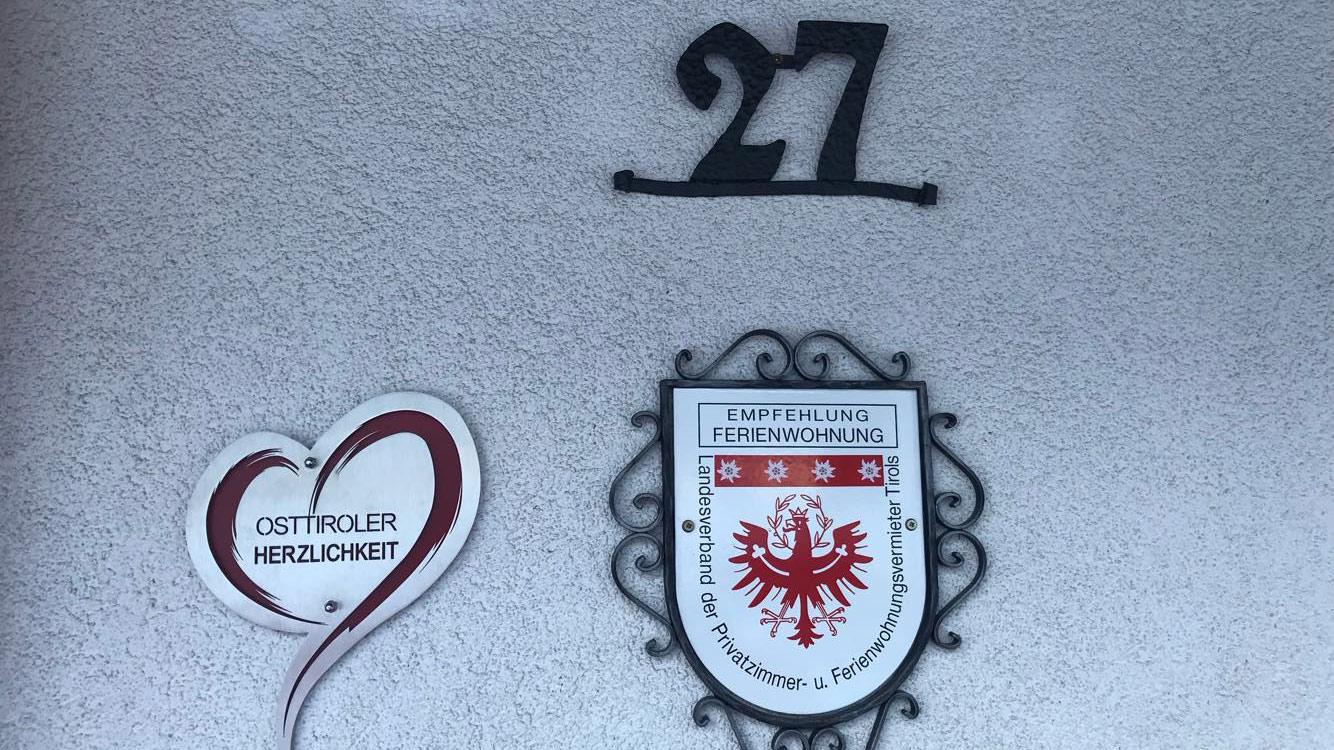 27
OSTTIROLER
HERZLICHKEIT
EMPFEHLUNG
FERIENWOHNUNG
Landesverband der Privatzimmer- u. Ferienwohnungsvermieter Tirols